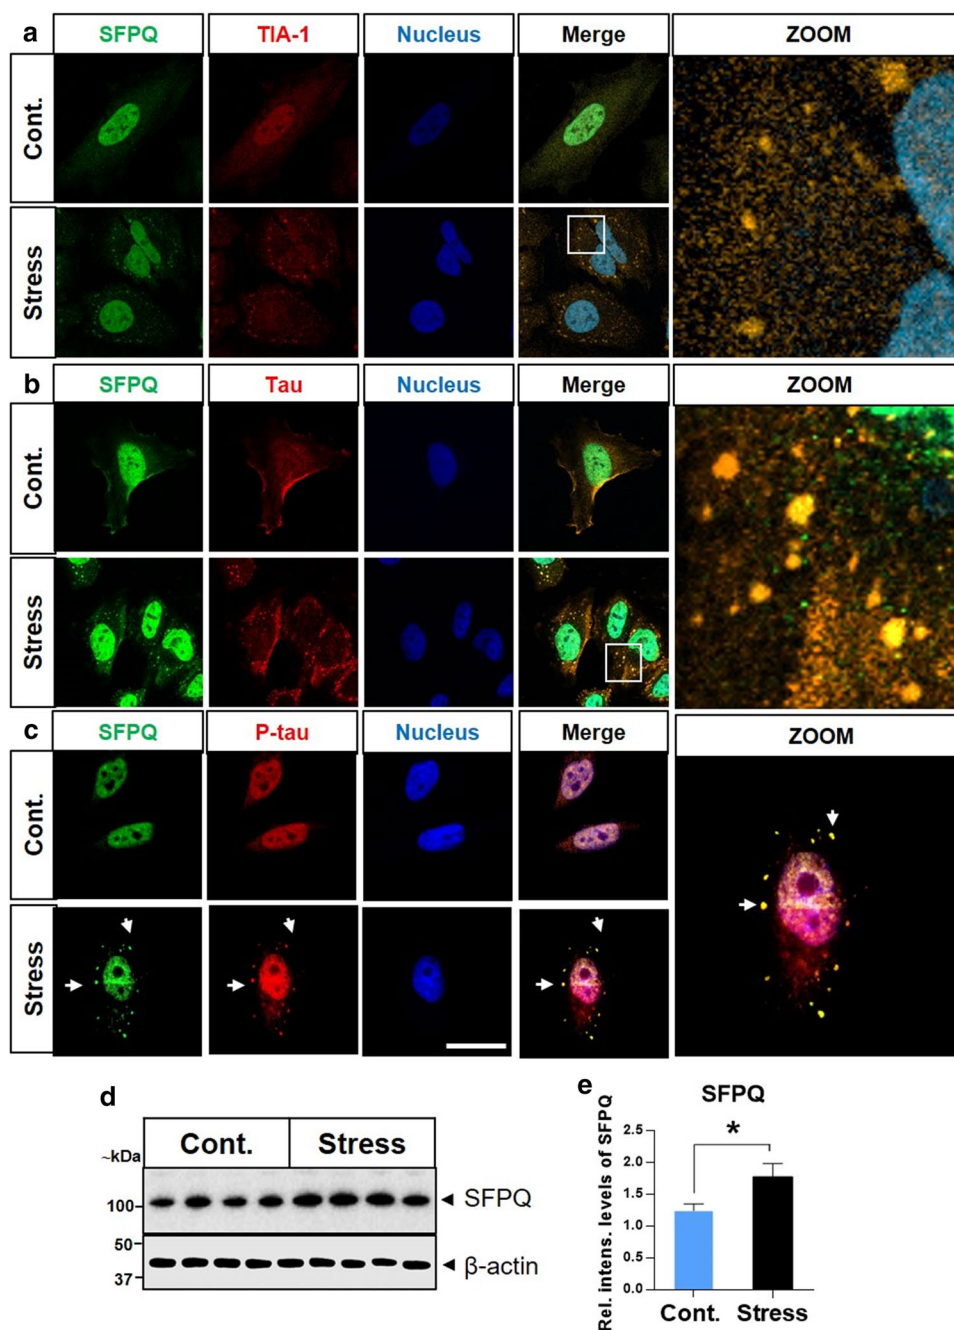 a
SFPQ TIA-1 Nucleus Merge ZOOM
Cont.
Stress
b
SFPQ Tau Nucleus Merge ZOOM
Cont.
Stress
c
SFPQ P-tau Nucleus Merge ZOOM
Cont.
Stress
d
Cont. Stress
~kDa
100
SFPQ
50
37
β-actin
e
SFPQ
*
Rel. intens. levels of SFPQ
2.5
2.0
1.5
1.0
0.5
0.0
Cont. Stress